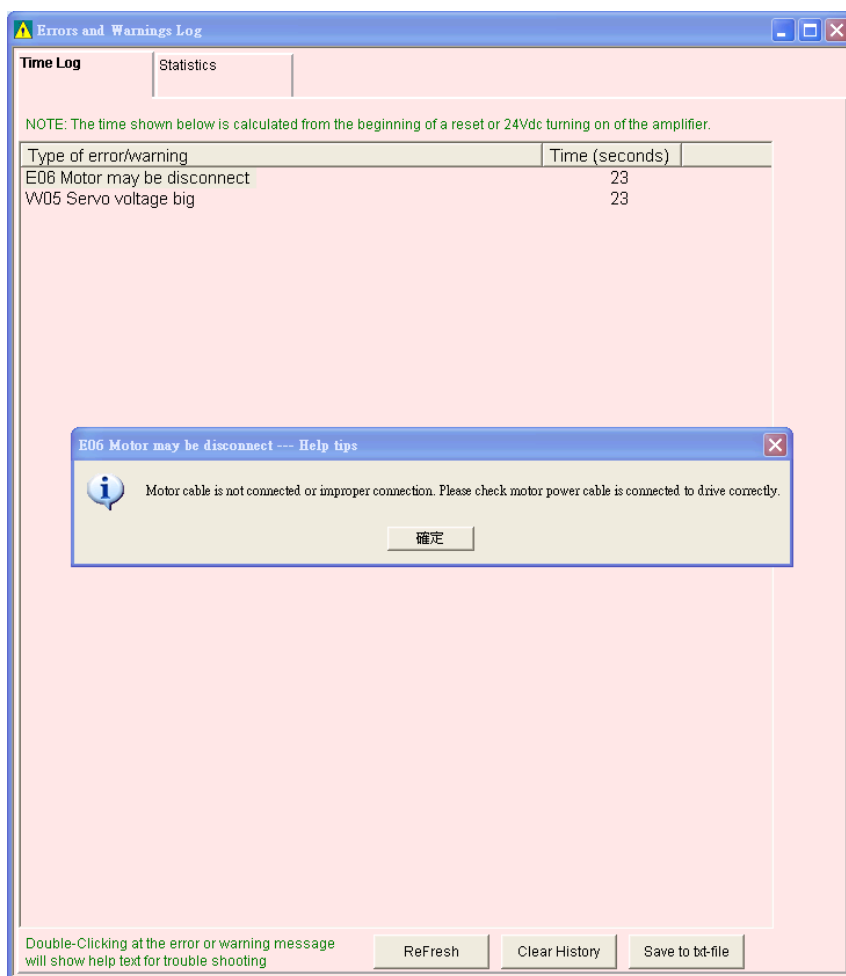 Errors and Warnings Log
Time Log
Statistics
NOTE: The time shown below is calculated from the beginning of a reset or 24Vdc turning on of the amplifier.
Type of error/warning Time (seconds)
E06 Motor may be disconnect 23
W05 Servo voltage big 23
E06 Motor may be disconnect --- Help tips
Motor cable is not connected or improper connection. Please check motor power cable is connected to drive correctly.
確定
Double-Clicking at the error or warning message
will show help text for trouble shooting
ReFresh
Clear History
Save to txt-file